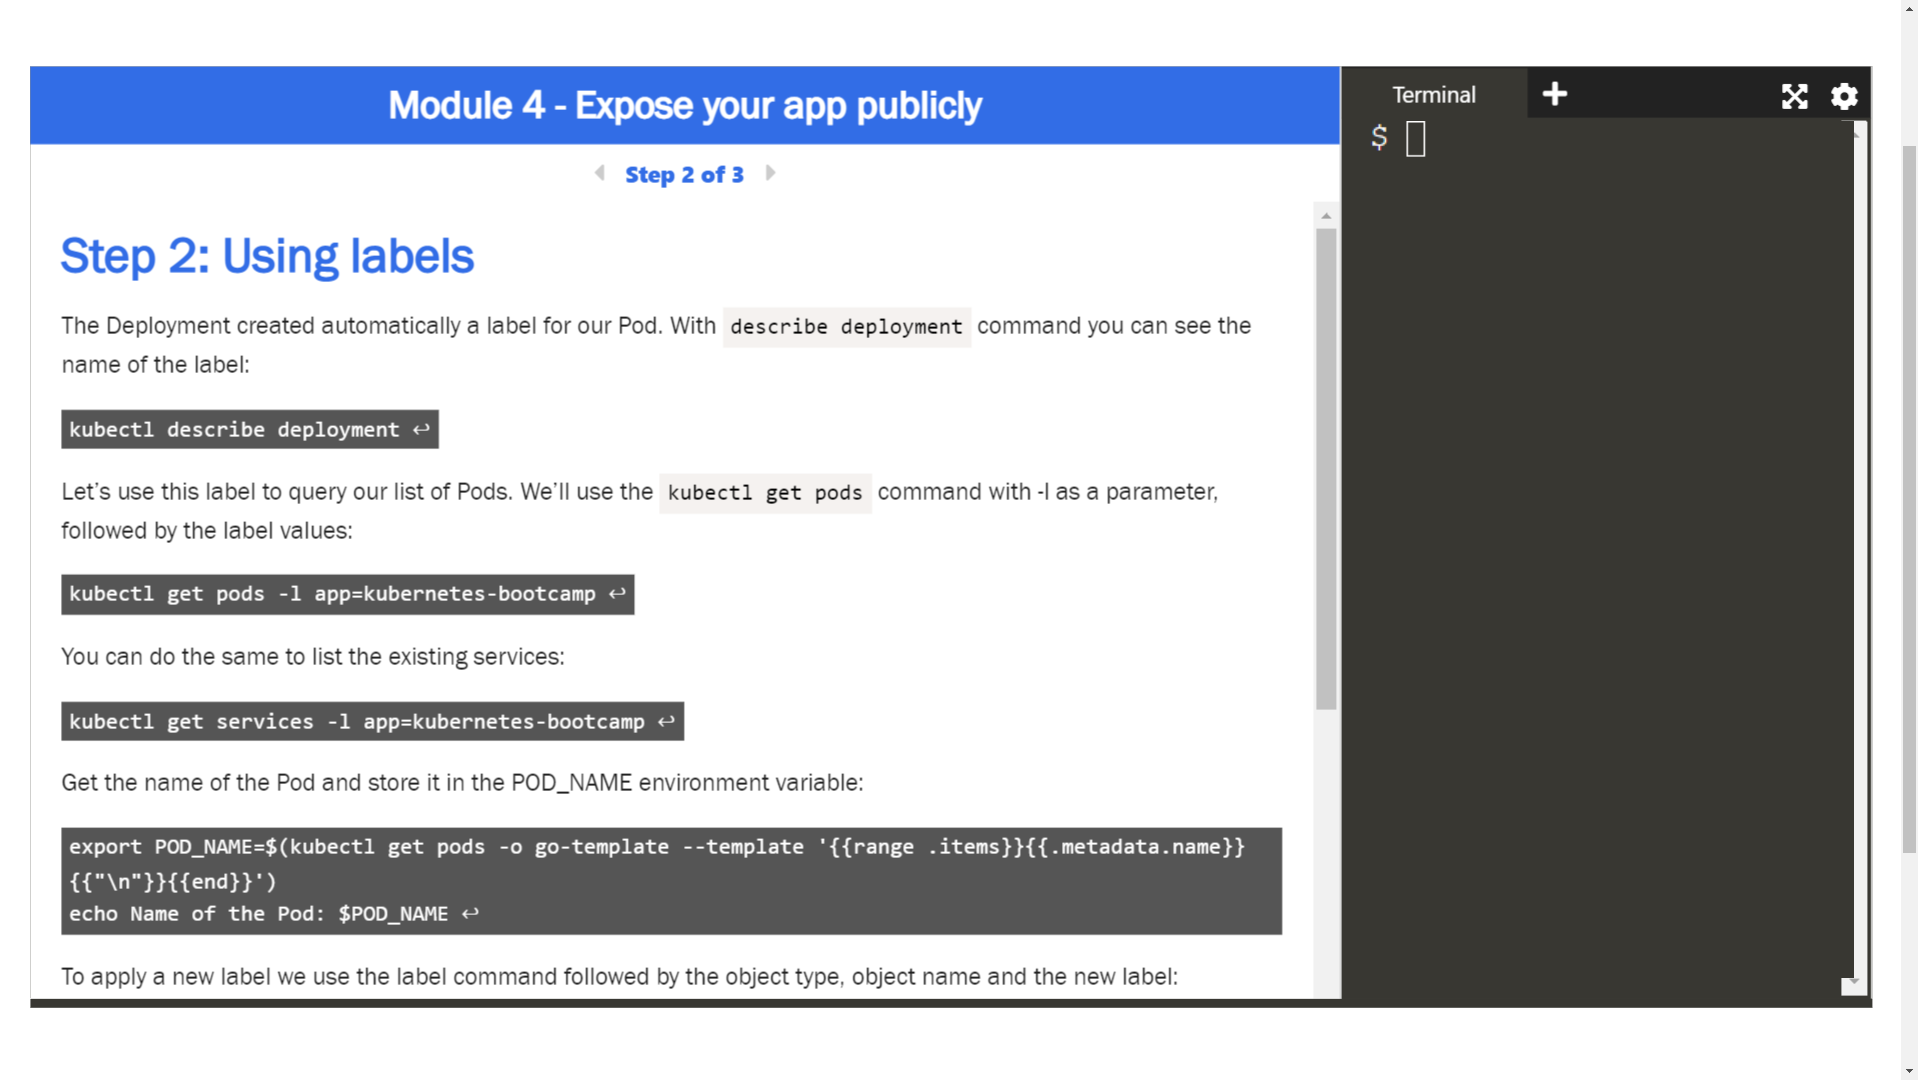 Module 4 - Expose your app publicly
Step 2 of 3
Step 2: Using labels
The Deployment created automatically a label for our Pod. With describe deployment command you can see the
name of the label:
kubectl describe deployment ↩
Let’s use this label to query our list of Pods. We’ll use the kubectl get pods command with -l as a parameter,
followed by the label values:
kubectl get pods -l app=kubernetes-bootcamp ↩
You can do the same to list the existing services:
kubectl get services -l app=kubernetes-bootcamp ↩
Get the name of the Pod and store it in the POD_NAME environment variable:
export POD_NAME=$(kubectl get pods -o go-template --template '{{range .items}}{{.metadata.name}}
{{"\n"}}{{end}}')
echo Name of the Pod: $POD_NAME ↩
To apply a new label we use the label command followed by the object type, object name and the new label:
Terminal
$